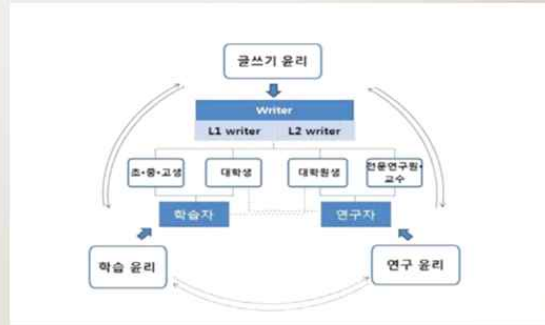 글쓰기 윤리
Writer
L1 writer L2 writer
초·중·고생 대학생 대학원생 전문연구원·
교수
학습자 연구자
학습 윤리 연구 윤리